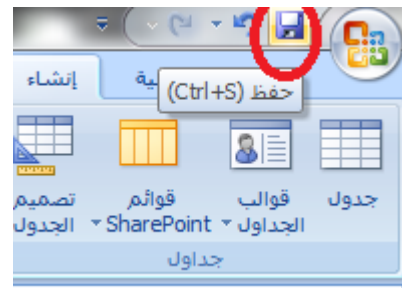 حفظ (Ctrl+S)
إنشاء
جدول
قوالب
الجداول
قوائم
SharePoint
تصميم
الجدول
جداول